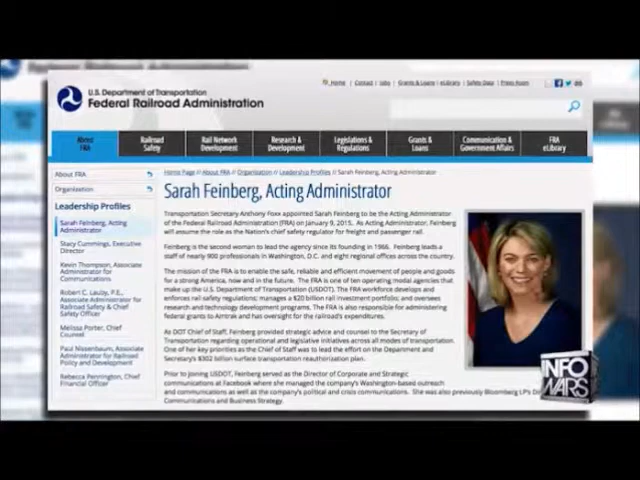 Home Contact Jobs Grants & Loans eLibrary Safety Data Press Room
U.S. Department of Transportation
Federal Railroad Administration
About FRA
Railroad Safety
Rail Network Development
Research & Development
Legislations & Regulations
Grants & Loans
Communication & Government Affairs
FRA eLibrary
About FRA
Organization
Leadership Profiles
Sarah Feinberg, Acting
Administrator
Stacy Cummings, Executive
Director
Kevin Thompson, Associate
Administrator for
Communications
Robert C. Lauby, P.E.,
Associate Administrator for
Railroad Safety
Melissa Porter, Chief
Counsel
Paul Nissenbaum, Associate
Administrator for Railroad
Policy and Development
Rebecca Pennington, Chief
Financial Officer
Home Page // About FRA // Organization // Leadership Profiles // Sarah Feinberg, Acting Administrator
Sarah Feinberg, Acting Administrator
Transportation Secretary Anthony Foxx appointed Sarah Feinberg to be the Acting Administrator
of the Federal Railroad Administration (FRA) on January 9, 2015. As Acting Administrator, Feinberg
will assume the role as the Nation's chief safety regulator for freight and passenger rail.
Feinberg is the second woman to lead the agency since its founding in 1966. Feinberg leads a
staff of nearly 900 professionals in Washington, D.C. and eight regional offices across the country.
The mission of the FRA is to enable the safe, reliable and efficient movement of people and goods
for a strong America, now and in the future. The FRA is one of ten operating modal agencies that
make up the U.S. Department of Transportation (USDOT). The FRA workforce develops and
enforces rail safety regulations; manages a $20 billion rail investment portfolio; and oversees
research and technology development programs. The FRA is also responsible for administering
federal grants to Amtrak and has oversight for the railroad's expenditures.
As DOT Chief of Staff, Feinberg provided strategic advice and counsel to the Secretary of
Transportation regarding operational and legislative initiatives across all modes of transportation.
One of her key priorities as the Chief of Staff was to lead the effort on the Department and
Secretary's $302 billion surface transportation reauthorization plan.
Prior to joining USDOT, Feinberg served as the Director of Corporate and Strategic
communications at Facebook where she managed the company's Washington-based outreach
and communications as well as the company's political and crisis communications. She was also previously Bloomberg LP's
Communications and Business Strategy.
INFO
WARS